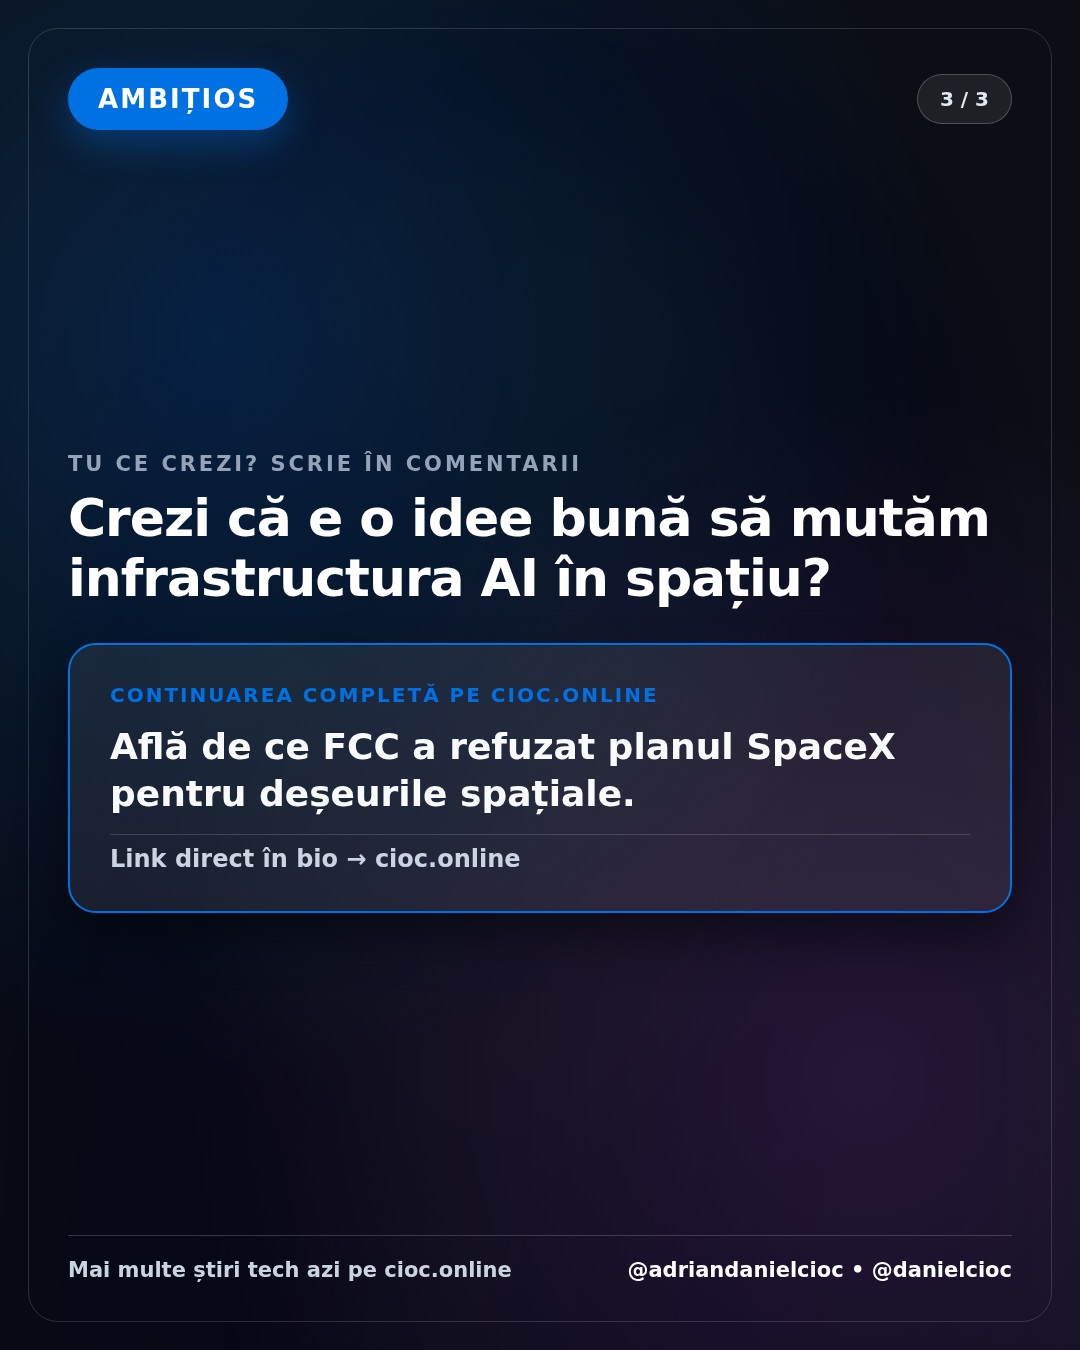 AMBIȚIOS
3 / 3
TU CE CREZI? SCRIE ÎN COMENTARII
Crezi că e o idee bună să mutăm
infrastructura AI în spațiu?
CONTINUAREA COMPLETĂ PE CIOC.ONLINE
Află de ce FCC a refuzat planul SpaceX
pentru deșeurile spațiale.
Link direct în bio → cioc.online
Mai multe știri tech azi pe cioc.online
@adriandanielcioc • @danielcioc